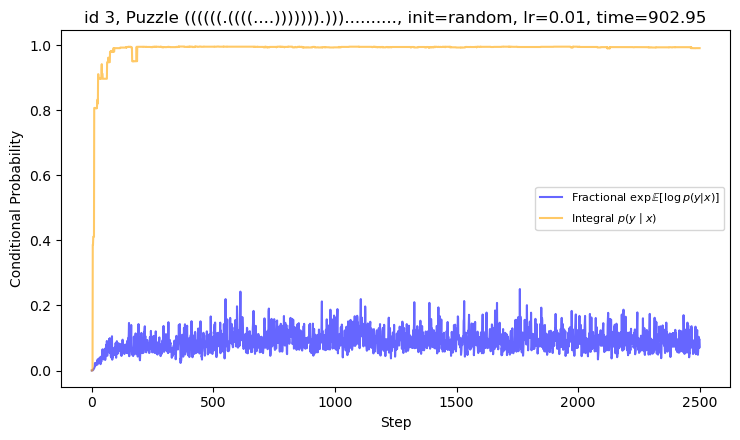 id 3, Puzzle ((((((.((((....))))))).))).........., init=random, lr=0.01, time=902.95
Conditional Probability
1.0
0.8
0.6
0.4
0.2
0.0
Fractional exp𝔼[log p(y|x)]
Integral p(y | x)
0 500 1000 1500 2000 2500
Step